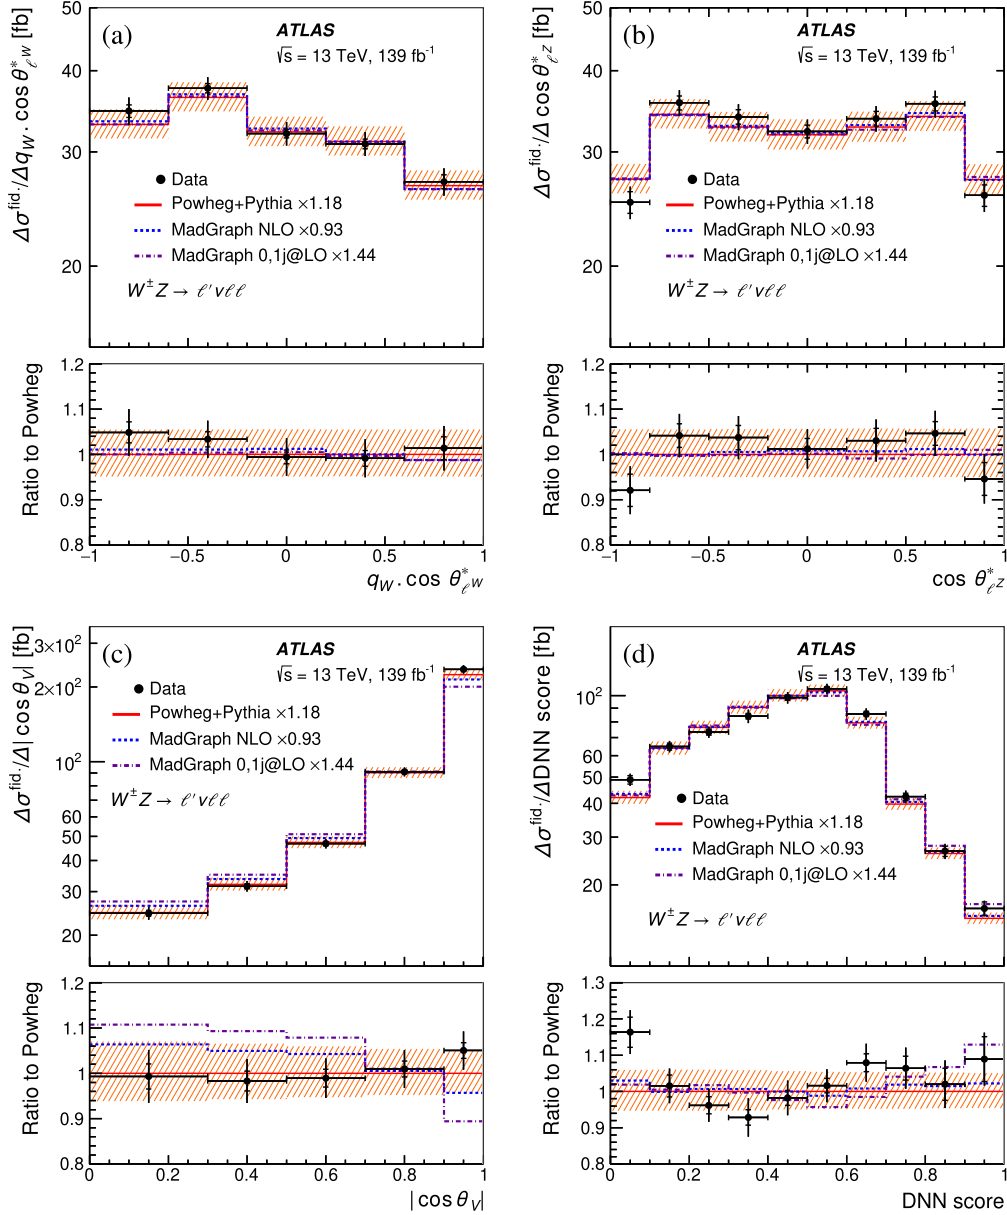 (a)
ATLAS
√s = 13 TeV, 139 fb⁻¹
Δσ^fid./Δq_W · cos θ*_ℓW [fb]
50
40
30
20
Data
Powheg+Pythia ×1.18
MadGraph NLO ×0.93
MadGraph 0,1j@LO ×1.44
W±Z → ℓ′νℓℓ
Ratio to Powheg
1.2
1.1
1
0.9
0.8
−1 −0.5 0 0.5 1
q_W · cos θ*_ℓW
(b)
ATLAS
√s = 13 TeV, 139 fb⁻¹
Δσ^fid./Δ cos θ*_ℓZ [fb]
50
40
30
20
Data
Powheg+Pythia ×1.18
MadGraph NLO ×0.93
MadGraph 0,1j@LO ×1.44
W±Z → ℓ′νℓℓ
Ratio to Powheg
1.2
1.1
1
0.9
0.8
−1 −0.5 0 0.5 1
cos θ*_ℓZ
(c)
ATLAS
√s = 13 TeV, 139 fb⁻¹
Δσ^fid./Δ|cos θ_V| [fb]
3×10²
2×10²
10²
50
40
30
20
Data
Powheg+Pythia ×1.18
MadGraph NLO ×0.93
MadGraph 0,1j@LO ×1.44
W±Z → ℓ′νℓℓ
Ratio to Powheg
1.2
1.1
1
0.9
0.8
0 0.2 0.4 0.6 0.8 1
|cos θ_V|
(d)
ATLAS
√s = 13 TeV, 139 fb⁻¹
Δσ^fid./ΔDNN score [fb]
10²
60
50
40
30
20
Data
Powheg+Pythia ×1.18
MadGraph NLO ×0.93
MadGraph 0,1j@LO ×1.44
W±Z → ℓ′νℓℓ
Ratio to Powheg
1.3
1.2
1.1
1
0.9
0.8
0 0.2 0.4 0.6 0.8 1
DNN score